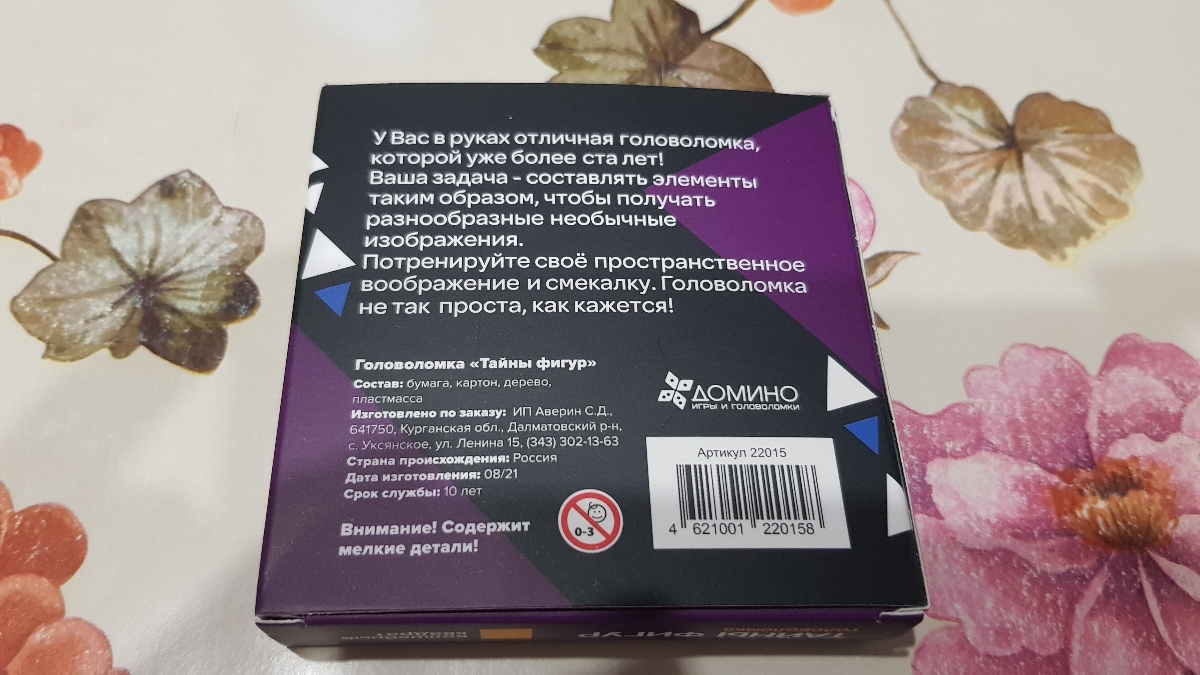 У Вас в руках отличная головоломка,
которой уже более ста лет!
Ваша задача - составлять элементы
таким образом, чтобы получать
разнообразные необычные
изображения.
Потренируйте своё пространственное
воображение и смекалку. Головоломка
не так проста, как кажется!
Головоломка «Тайны фигур»
Состав: бумага, картон, дерево,
пластмасса
Изготовлено по заказу: ИП Аверин С.Д.,
641750, Курганская обл., Далматовский р-н,
с. Уксянское, ул. Ленина 15, (343) 302-13-63
Страна происхождения: Россия
Дата изготовления: 08/21
Срок службы: 10 лет
Внимание! Содержит
мелкие детали!
0-3
ДОМИНО
ИГРЫ И ГОЛОВОЛОМКИ
Артикул 22015
4 621001 220158
ТАЙНЫ ФИГУР
ГОЛОВОЛОМКА
КВАДРАТ